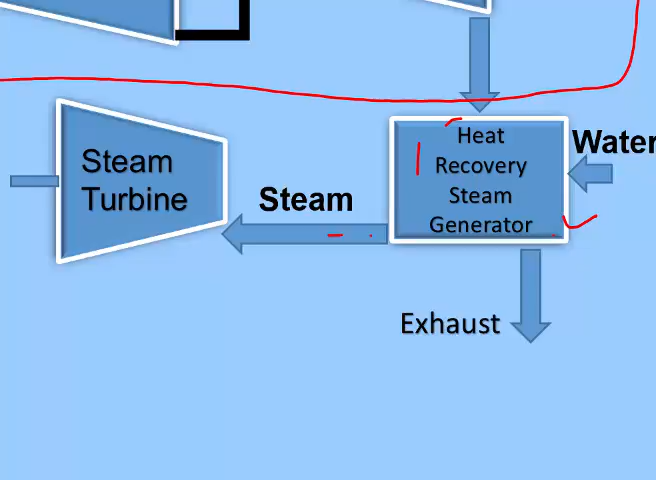 Heat
Recovery
Steam
Generator
Water
Steam
Turbine
Steam
Exhaust